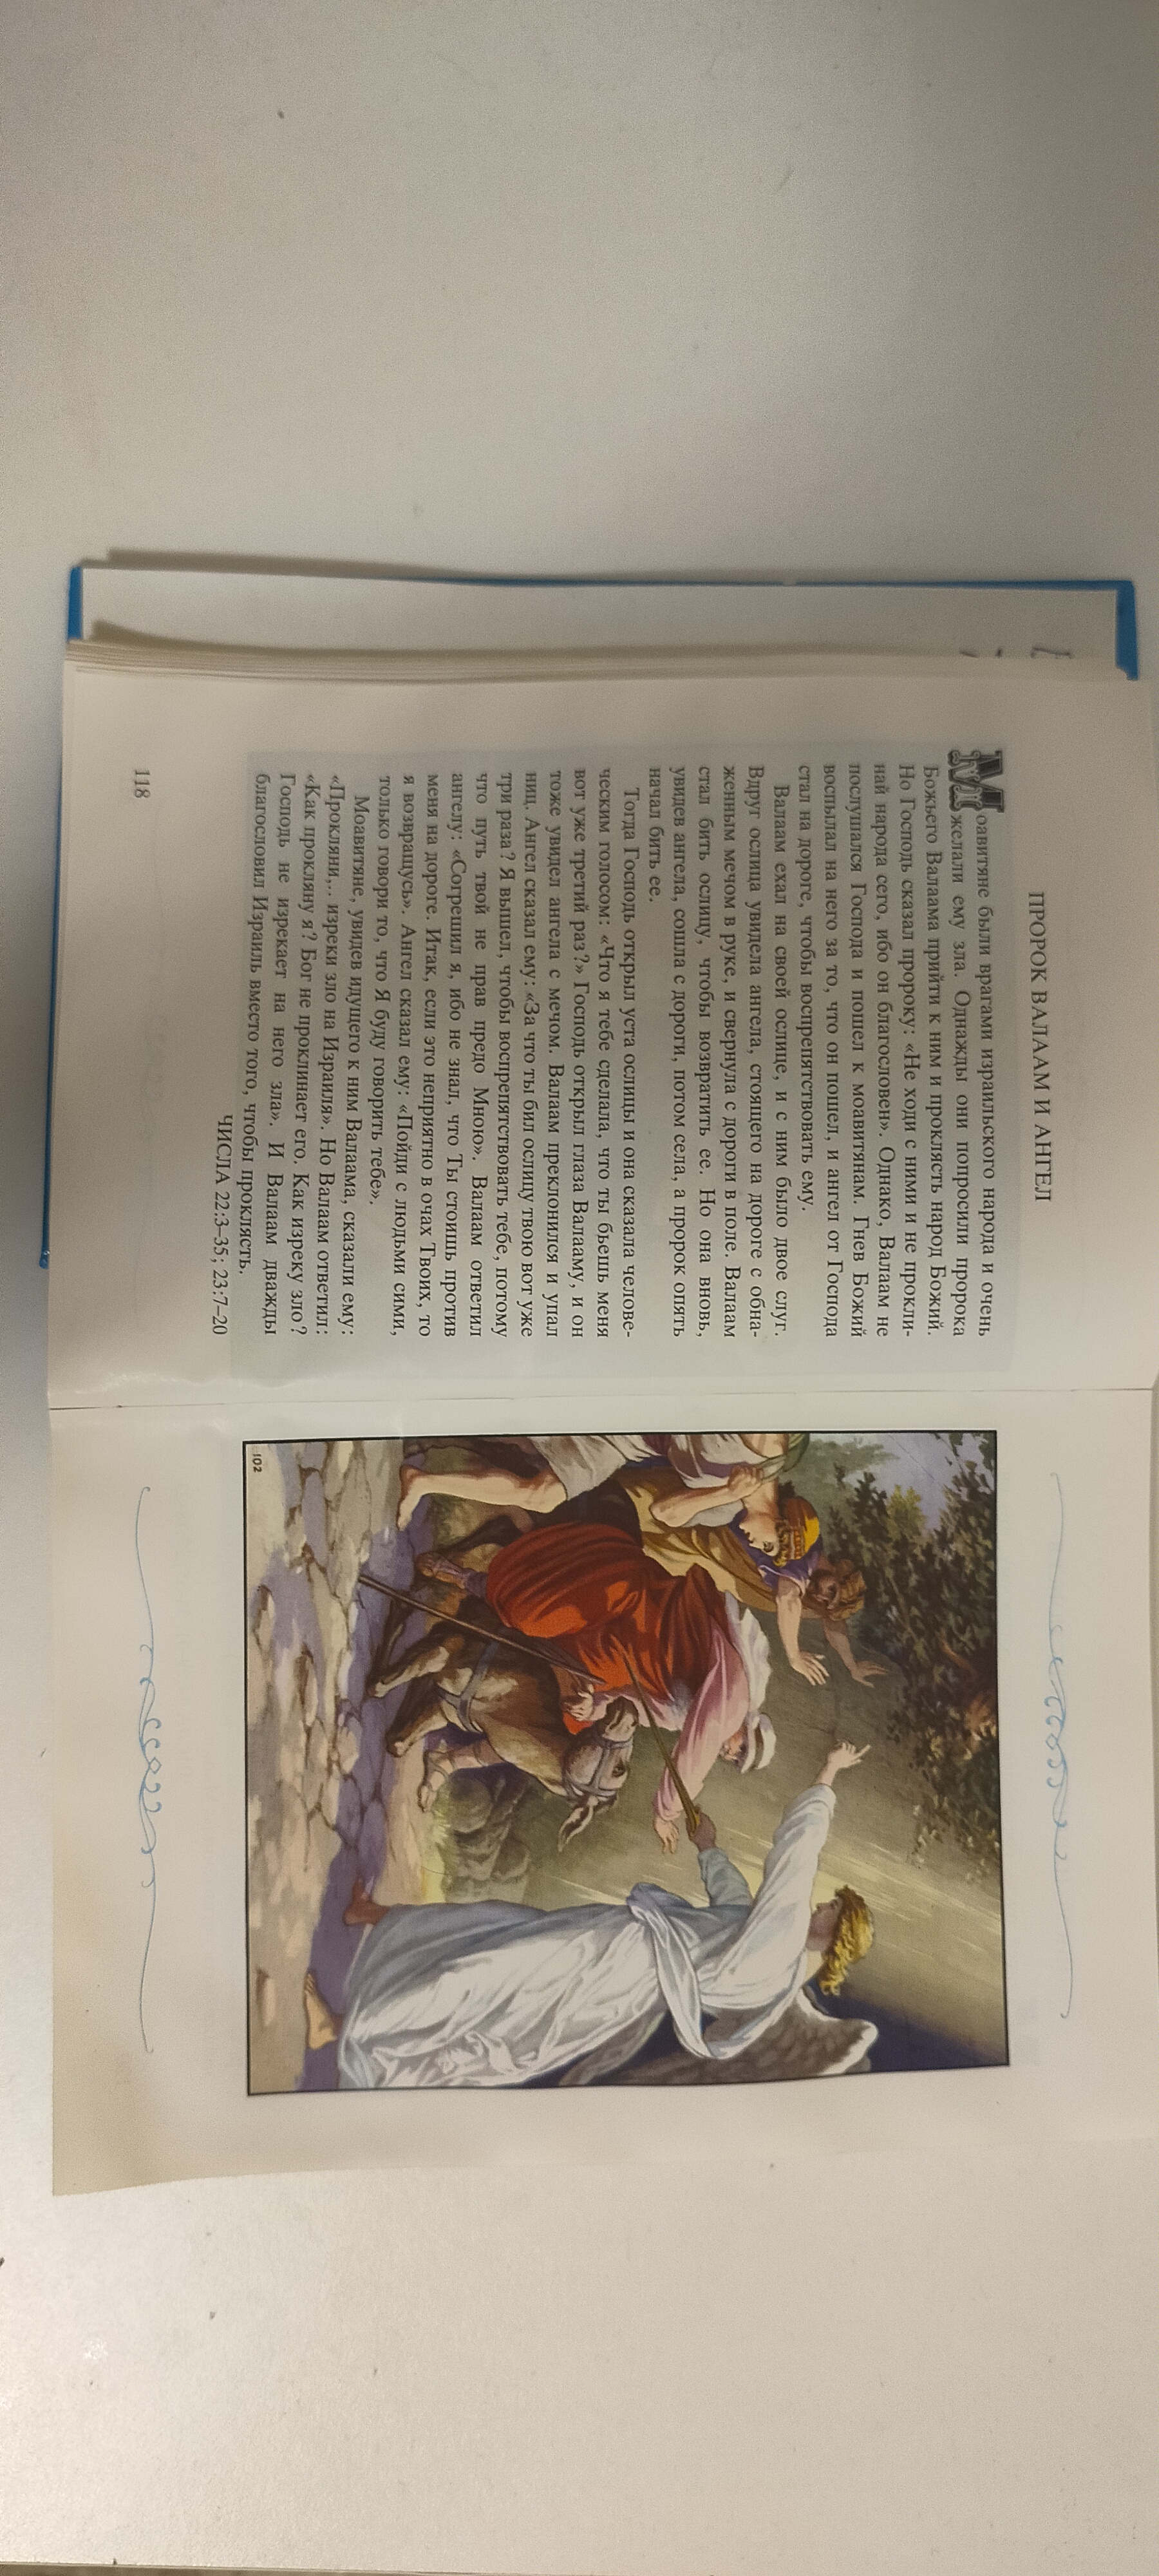 ПРОРОК ВАЛААМ И АНГЕЛ
Моавитяне были врагами израильского народа и очень
желали ему зла. Однажды они попросили пророка
Божьего Валаама прийти к ним и проклясть народ Божий.
Но Господь сказал пророку: «Не ходи с ними и не прокли-
най народа сего, ибо он благословен». Однако, Валаам не
послушался Господа и пошел к моавитянам. Гнев Божий
воспылал на него за то, что он пошел, и ангел от Господа
стал на дороге, чтобы воспрепятствовать ему.
Валаам ехал на своей ослице, и с ним было двое слуг.
Вдруг ослица увидела ангела, стоящего на дороге с обна-
женным мечом в руке, и свернула с дороги в поле. Валаам
стал бить ослицу, чтобы возвратить ее. Но она вновь,
увидев ангела, сошла с дороги, потом села, а пророк опять
начал бить ее.
Тогда Господь открыл уста ослицы и она сказала челове-
ческим голосом: «Что я тебе сделала, что ты бьешь меня
вот уже третий раз?» Господь открыл глаза Валааму, и он
тоже увидел ангела с мечом. Валаам преклонился и упал
ниц. Ангел сказал ему: «За что ты бил ослицу твою вот уже
три раза? Я вышел, чтобы воспрепятствовать тебе, потому
что путь твой не прав предо Мною». Валаам ответил
ангелу: «Согрешил я, ибо не знал, что Ты стоишь против
меня на дороге. Итак, если это неприятно в очах Твоих, то
я возвращусь». Ангел сказал ему: «Пойди с людьми сими,
только говори то, что Я буду говорить тебе».
Моавитяне, увидев идущего к ним Валаама, сказали ему:
«Прокляни,.. изреки зло на Израиля». Но Валаам ответил:
«Как прокляну я? Бог не проклинает его. Как изреку зло?
Господь не изрекает на него зла». И Валаам дважды
благословил Израиль вместо того, чтобы проклясть.
ЧИСЛА 22:3–35; 23:7–20
118
102